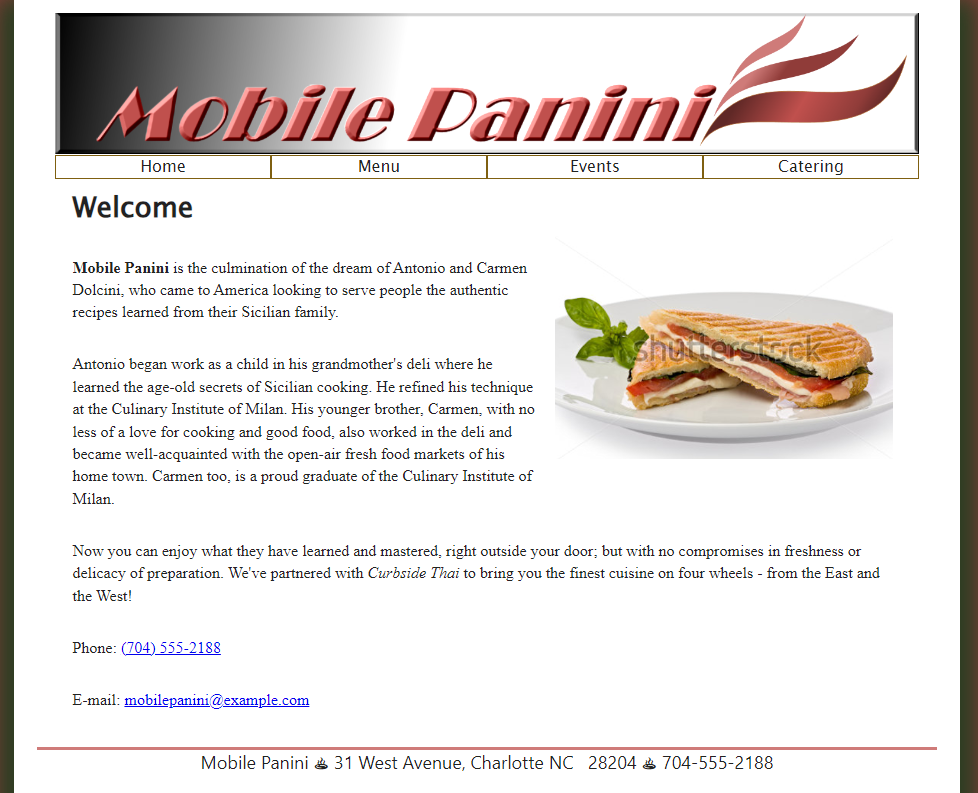 Mobile Panini
Home Menu Events Catering
Welcome
Mobile Panini is the culmination of the dream of Antonio and Carmen
Dolcini, who came to America looking to serve people the authentic
recipes learned from their Sicilian family.
shutterstock
Antonio began work as a child in his grandmother's deli where he
learned the age-old secrets of Sicilian cooking. He refined his technique
at the Culinary Institute of Milan. His younger brother, Carmen, with no
less of a love for cooking and good food, also worked in the deli and
became well-acquainted with the open-air fresh food markets of his
home town. Carmen too, is a proud graduate of the Culinary Institute of
Milan.
Now you can enjoy what they have learned and mastered, right outside your door; but with no compromises in freshness or
delicacy of preparation. We've partnered with Curbside Thai to bring you the finest cuisine on four wheels - from the East and
the West!
Phone: (704) 555-2188
E-mail: mobilepanini@example.com
Mobile Panini ♨ 31 West Avenue, Charlotte NC 28204 ♨ 704-555-2188